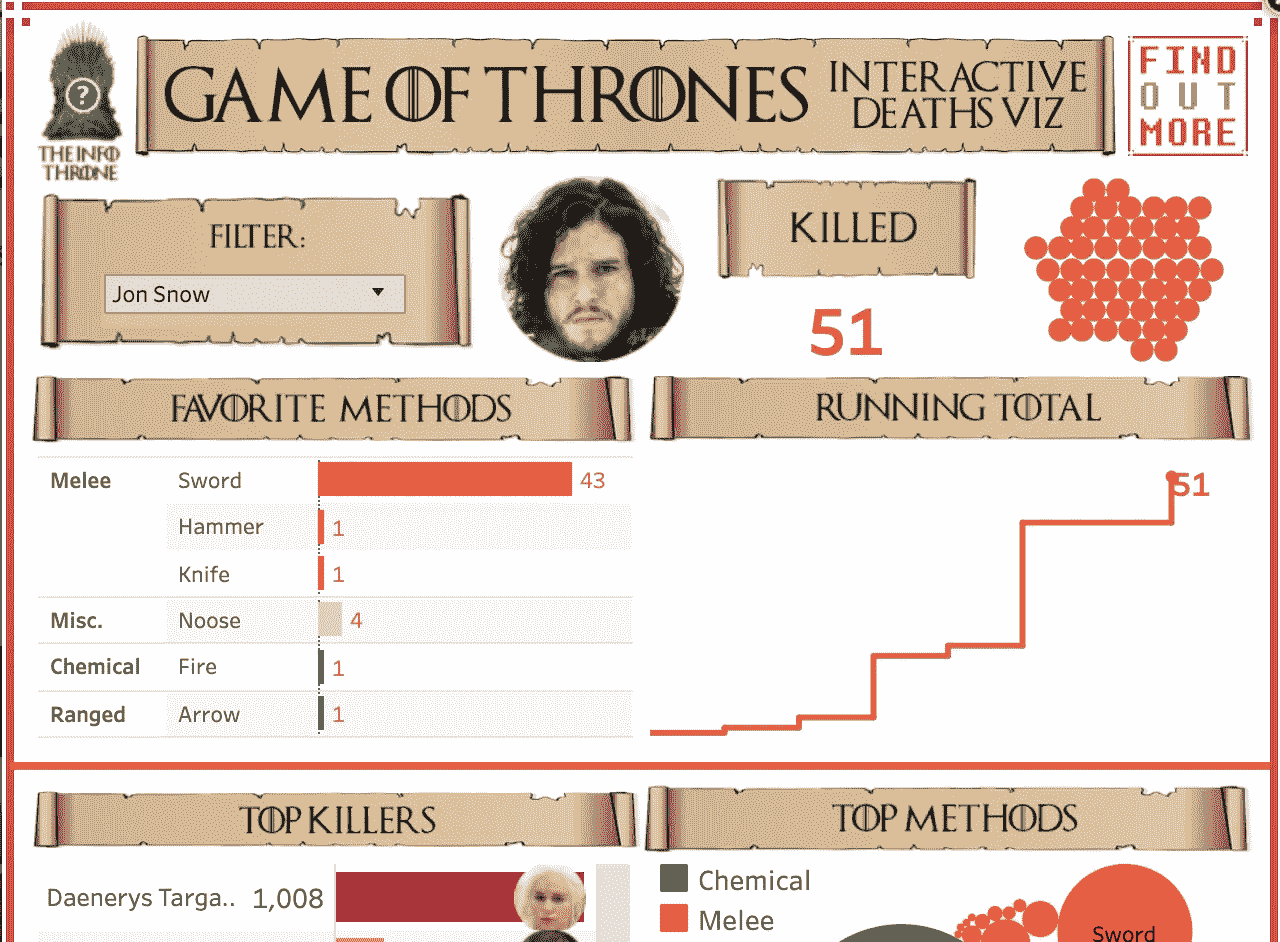 GAME OF THRONES
INTERACTIVE
DEATHS VIZ
FIND
OUT
MORE
?
THE INFO
THRONE
FILTER:
Jon Snow
KILLED
51
FAVORITE METHODS
RUNNING TOTAL
Melee Sword 43
Hammer 1
Knife 1
Misc. Noose 4
Chemical Fire 1
Ranged Arrow 1
51
TOP KILLERS
TOP METHODS
Daenerys Targa.. 1,008
Chemical
Melee
Sword